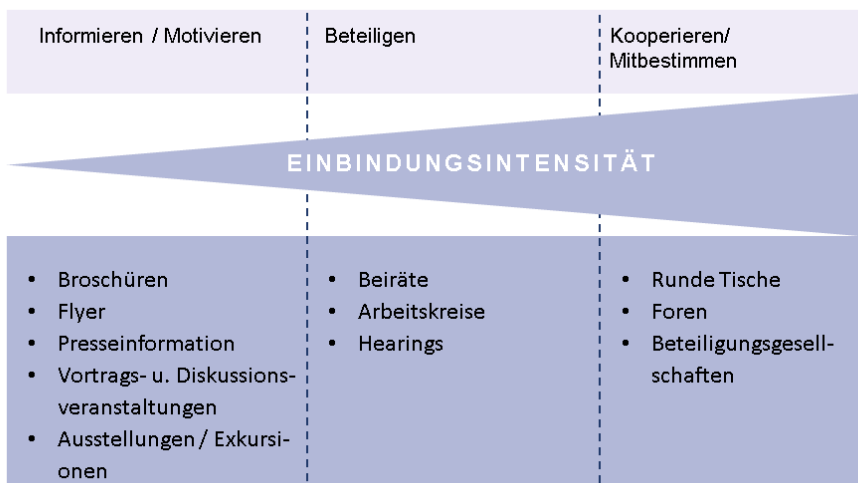 Informieren / Motivieren
Beteiligen
Kooperieren/
Mitbestimmen
EINBINDUNGSINTENSITÄT
• Broschüren
• Flyer
• Presseinformation
• Vortrags- u. Diskussions-
veranstaltungen
• Ausstellungen / Exkursi-
onen
• Beiräte
• Arbeitskreise
• Hearings
• Runde Tische
• Foren
• Beteiligungsgesell-
schaften